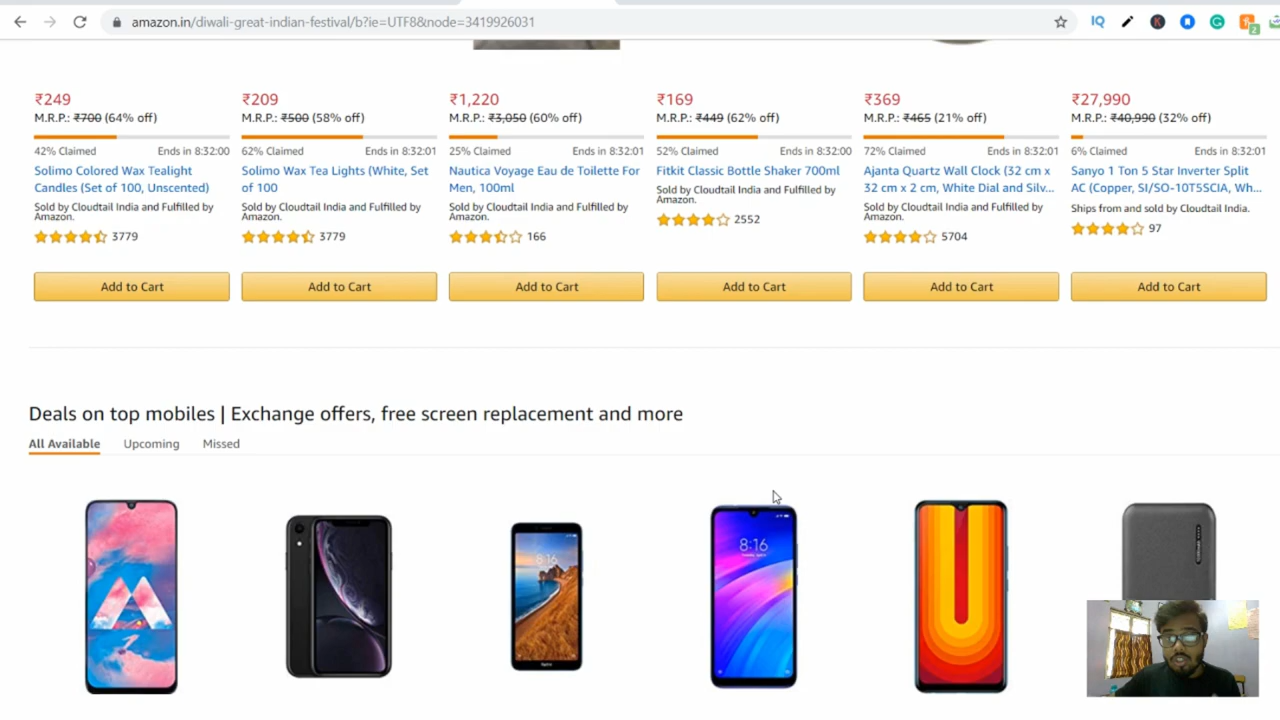 amazon.in/diwali-great-indian-festival/b?ie=UTF8&node=3419926031
IQ
K
2
₹249
M.R.P.: ₹700 (64% off)
42% Claimed Ends in 8:32:00
Solimo Colored Wax Tealight
Candles (Set of 100, Unscented)
Sold by Cloudtail India and Fulfilled by
Amazon.
3779
Add to Cart
₹209
M.R.P.: ₹500 (58% off)
62% Claimed Ends in 8:32:01
Solimo Wax Tea Lights (White, Set
of 100
Sold by Cloudtail India and Fulfilled by
Amazon.
3779
Add to Cart
₹1,220
M.R.P.: ₹3,050 (60% off)
25% Claimed Ends in 8:32:01
Nautica Voyage Eau de Toilette For
Men, 100ml
Sold by Cloudtail India and Fulfilled by
Amazon.
166
Add to Cart
₹169
M.R.P.: ₹449 (62% off)
52% Claimed Ends in 8:32:00
Fitkit Classic Bottle Shaker 700ml
Sold by Cloudtail India and Fulfilled by
Amazon.
2552
Add to Cart
₹369
M.R.P.: ₹465 (21% off)
72% Claimed Ends in 8:32:01
Ajanta Quartz Wall Clock (32 cm x
32 cm x 2 cm, White Dial and Silv...
Sold by Cloudtail India and Fulfilled by
Amazon.
5704
Add to Cart
₹27,990
M.R.P.: ₹40,990 (32% off)
6% Claimed Ends in 8:32:01
Sanyo 1 Ton 5 Star Inverter Split
AC (Copper, SI/SO-10T5SCIA, Wh...
Ships from and sold by Cloudtail India.
97
Add to Cart
Deals on top mobiles | Exchange offers, free screen replacement and more
All Available Upcoming Missed
8:16
8:16